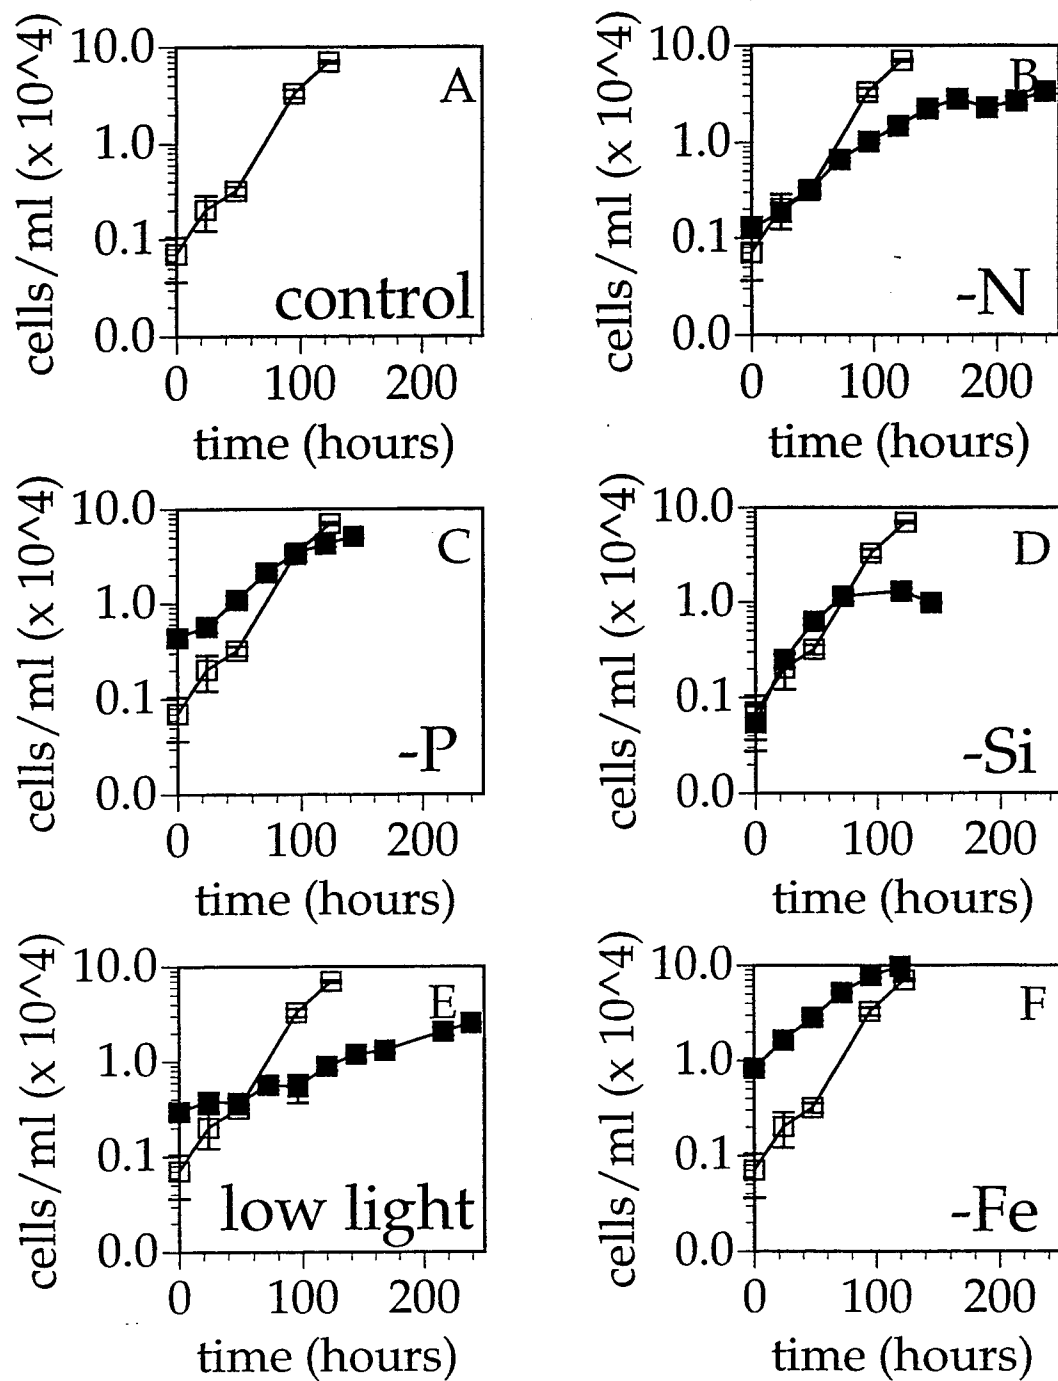 cells/ml (x 10^4)
10.0
1.0
0.1
0.0
A
control
0 100 200
time (hours)
cells/ml (x 10^4)
10.0
1.0
0.1
0.0
B
-N
0 100 200
time (hours)
cells/ml (x 10^4)
10.0
1.0
0.1
0.0
C
-P
0 100 200
time (hours)
cells/ml (x 10^4)
10.0
1.0
0.1
0.0
D
-Si
0 100 200
time (hours)
cells/ml (x 10^4)
10.0
1.0
0.1
0.0
E
low light
0 100 200
time (hours)
cells/ml (x 10^4)
10.0
1.0
0.1
0.0
F
-Fe
0 100 200
time (hours)